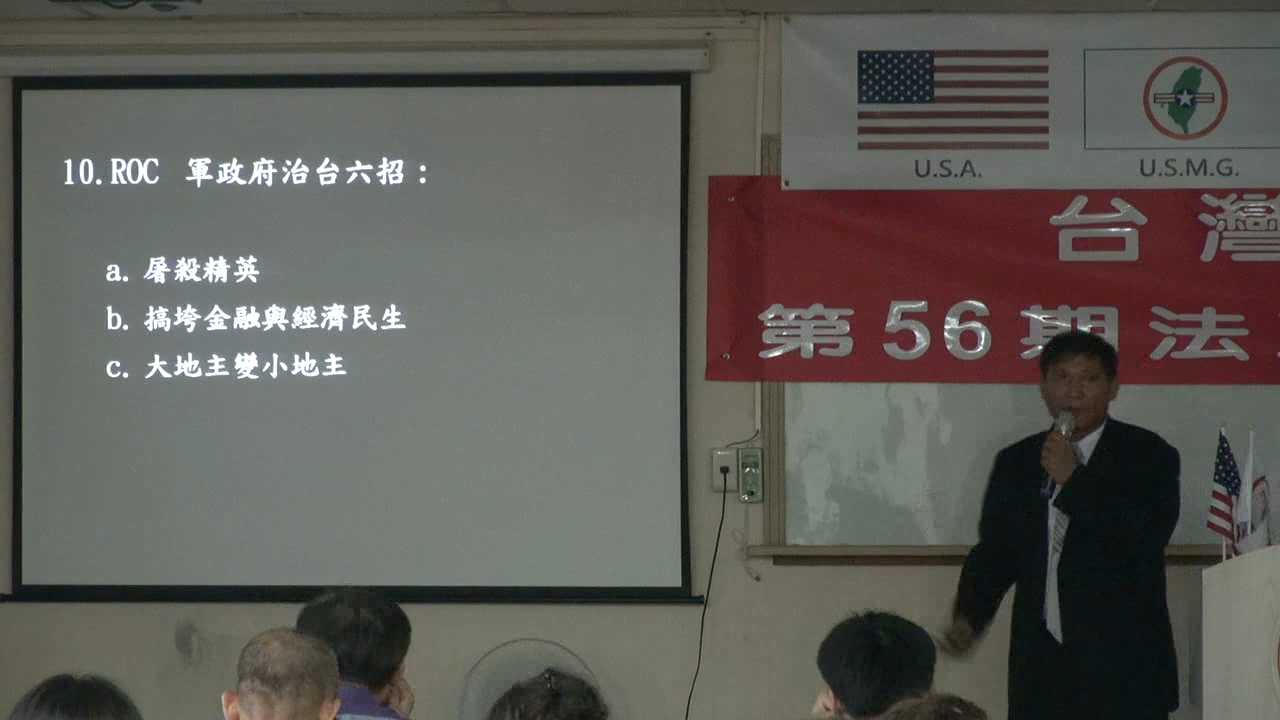 10.ROC 軍政府治台六招：
a. 屠殺精英
b. 搞垮金融與經濟民生
c. 大地主變小地主
U.S.A.
U.S.M.G.
台灣
第56期法